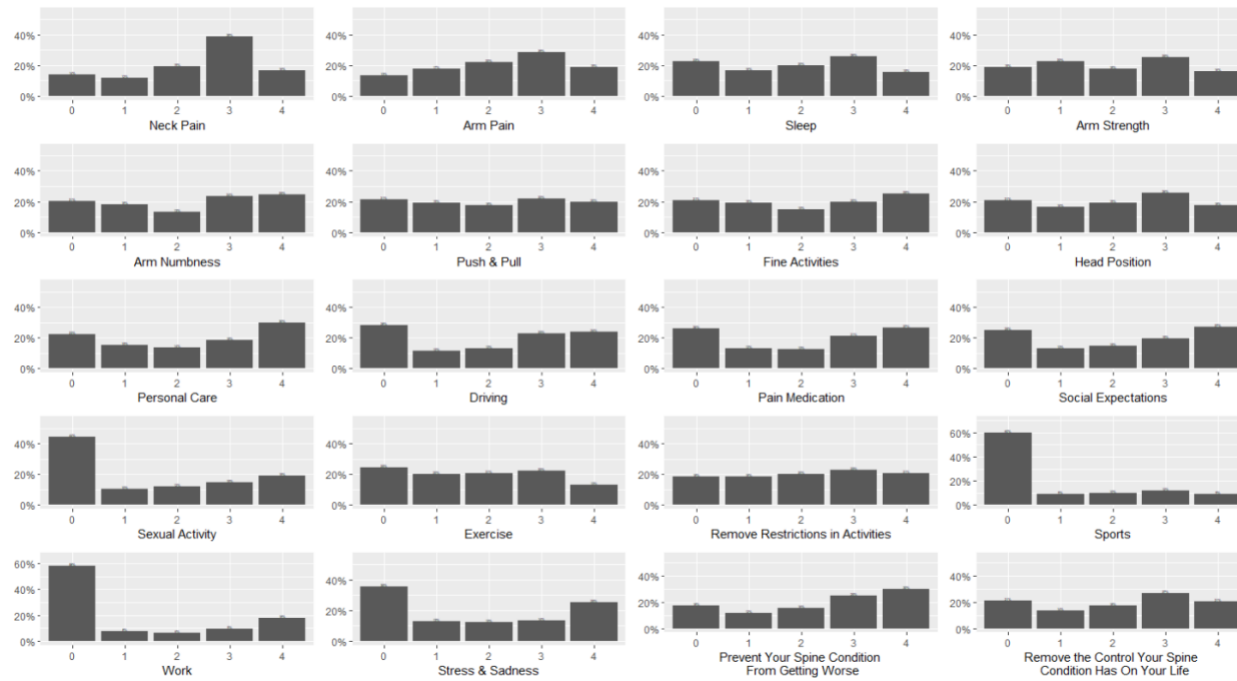 40%
20%
0%
0 1 2 3 4
Neck Pain
40%
20%
0%
0 1 2 3 4
Arm Pain
40%
20%
0%
0 1 2 3 4
Sleep
40%
20%
0%
0 1 2 3 4
Arm Strength
40%
20%
0%
0 1 2 3 4
Arm Numbness
40%
20%
0%
0 1 2 3 4
Push & Pull
40%
20%
0%
0 1 2 3 4
Fine Activities
40%
20%
0%
0 1 2 3 4
Head Position
40%
20%
0%
0 1 2 3 4
Personal Care
40%
20%
0%
0 1 2 3 4
Driving
40%
20%
0%
0 1 2 3 4
Pain Medication
40%
20%
0%
0 1 2 3 4
Social Expectations
40%
20%
0%
0 1 2 3 4
Sexual Activity
40%
20%
0%
0 1 2 3 4
Exercise
40%
20%
0%
0 1 2 3 4
Remove Restrictions in Activities
60%
40%
20%
0%
0 1 2 3 4
Sports
60%
40%
20%
0%
0 1 2 3 4
Work
40%
20%
0%
0 1 2 3 4
Stress & Sadness
40%
20%
0%
0 1 2 3 4
Prevent Your Spine Condition
From Getting Worse
40%
20%
0%
0 1 2 3 4
Remove the Control Your Spine
Condition Has On Your Life